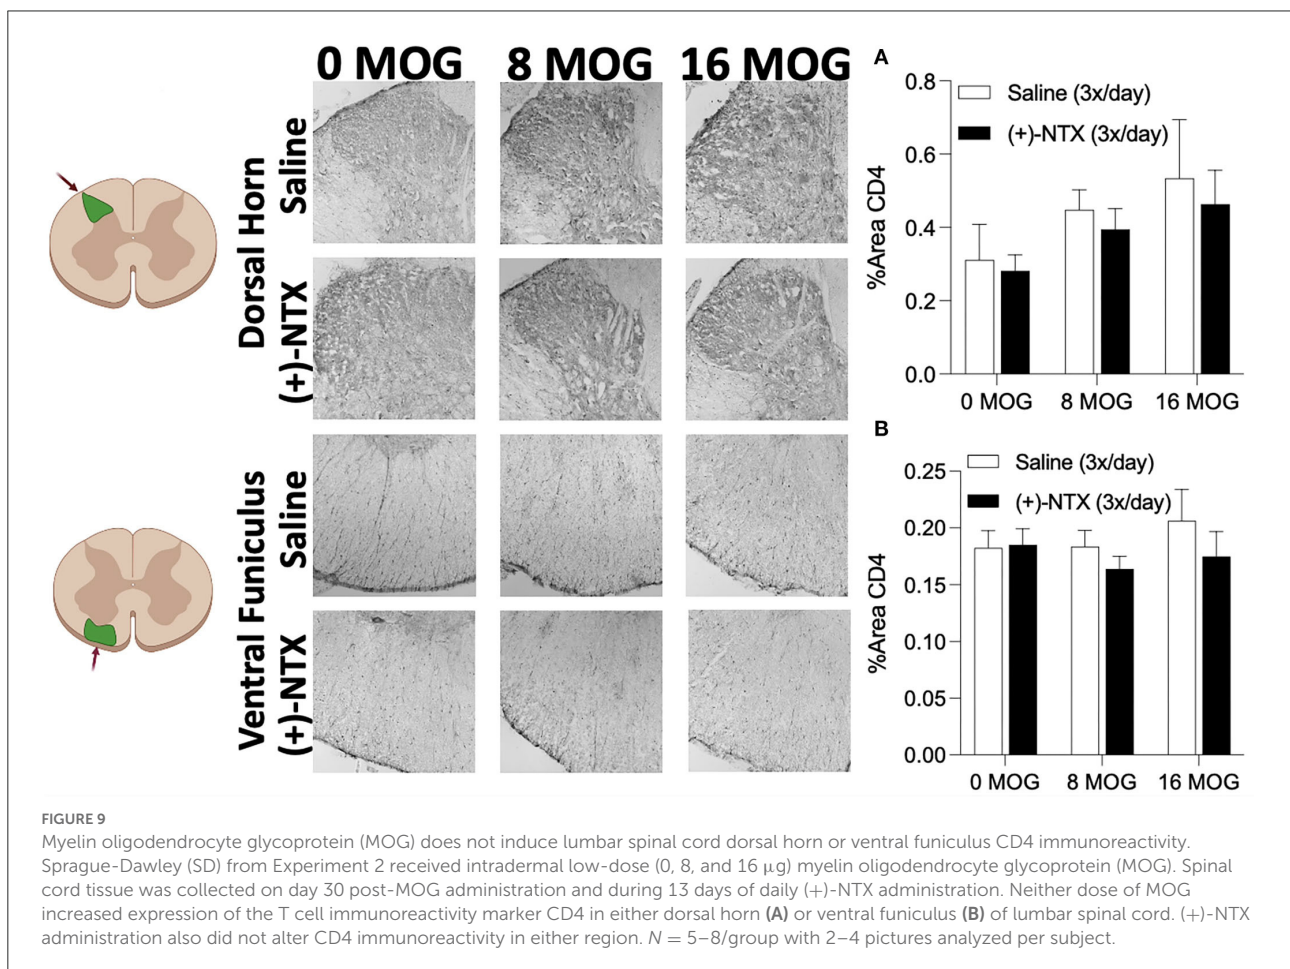 0 MOG 8 MOG 16 MOG
Dorsal Horn
Saline
(+)-NTX
Ventral Funiculus
Saline
(+)-NTX
A
%Area CD4
0.8
0.6
0.4
0.2
0.0
Saline (3x/day)
(+)-NTX (3x/day)
0 MOG 8 MOG 16 MOG
B
%Area CD4
0.25
0.20
0.15
0.10
0.05
0.00
Saline (3x/day)
(+)-NTX (3x/day)
0 MOG 8 MOG 16 MOG
FIGURE 9
Myelin oligodendrocyte glycoprotein (MOG) does not induce lumbar spinal cord dorsal horn or ventral funiculus CD4 immunoreactivity.
Sprague-Dawley (SD) from Experiment 2 received intradermal low-dose (0, 8, and 16 μg) myelin oligodendrocyte glycoprotein (MOG). Spinal
cord tissue was collected on day 30 post-MOG administration and during 13 days of daily (+)-NTX administration. Neither dose of MOG
increased expression of the T cell immunoreactivity marker CD4 in either dorsal horn (A) or ventral funiculus (B) of lumbar spinal cord. (+)-NTX
administration also did not alter CD4 immunoreactivity in either region. N = 5–8/group with 2–4 pictures analyzed per subject.